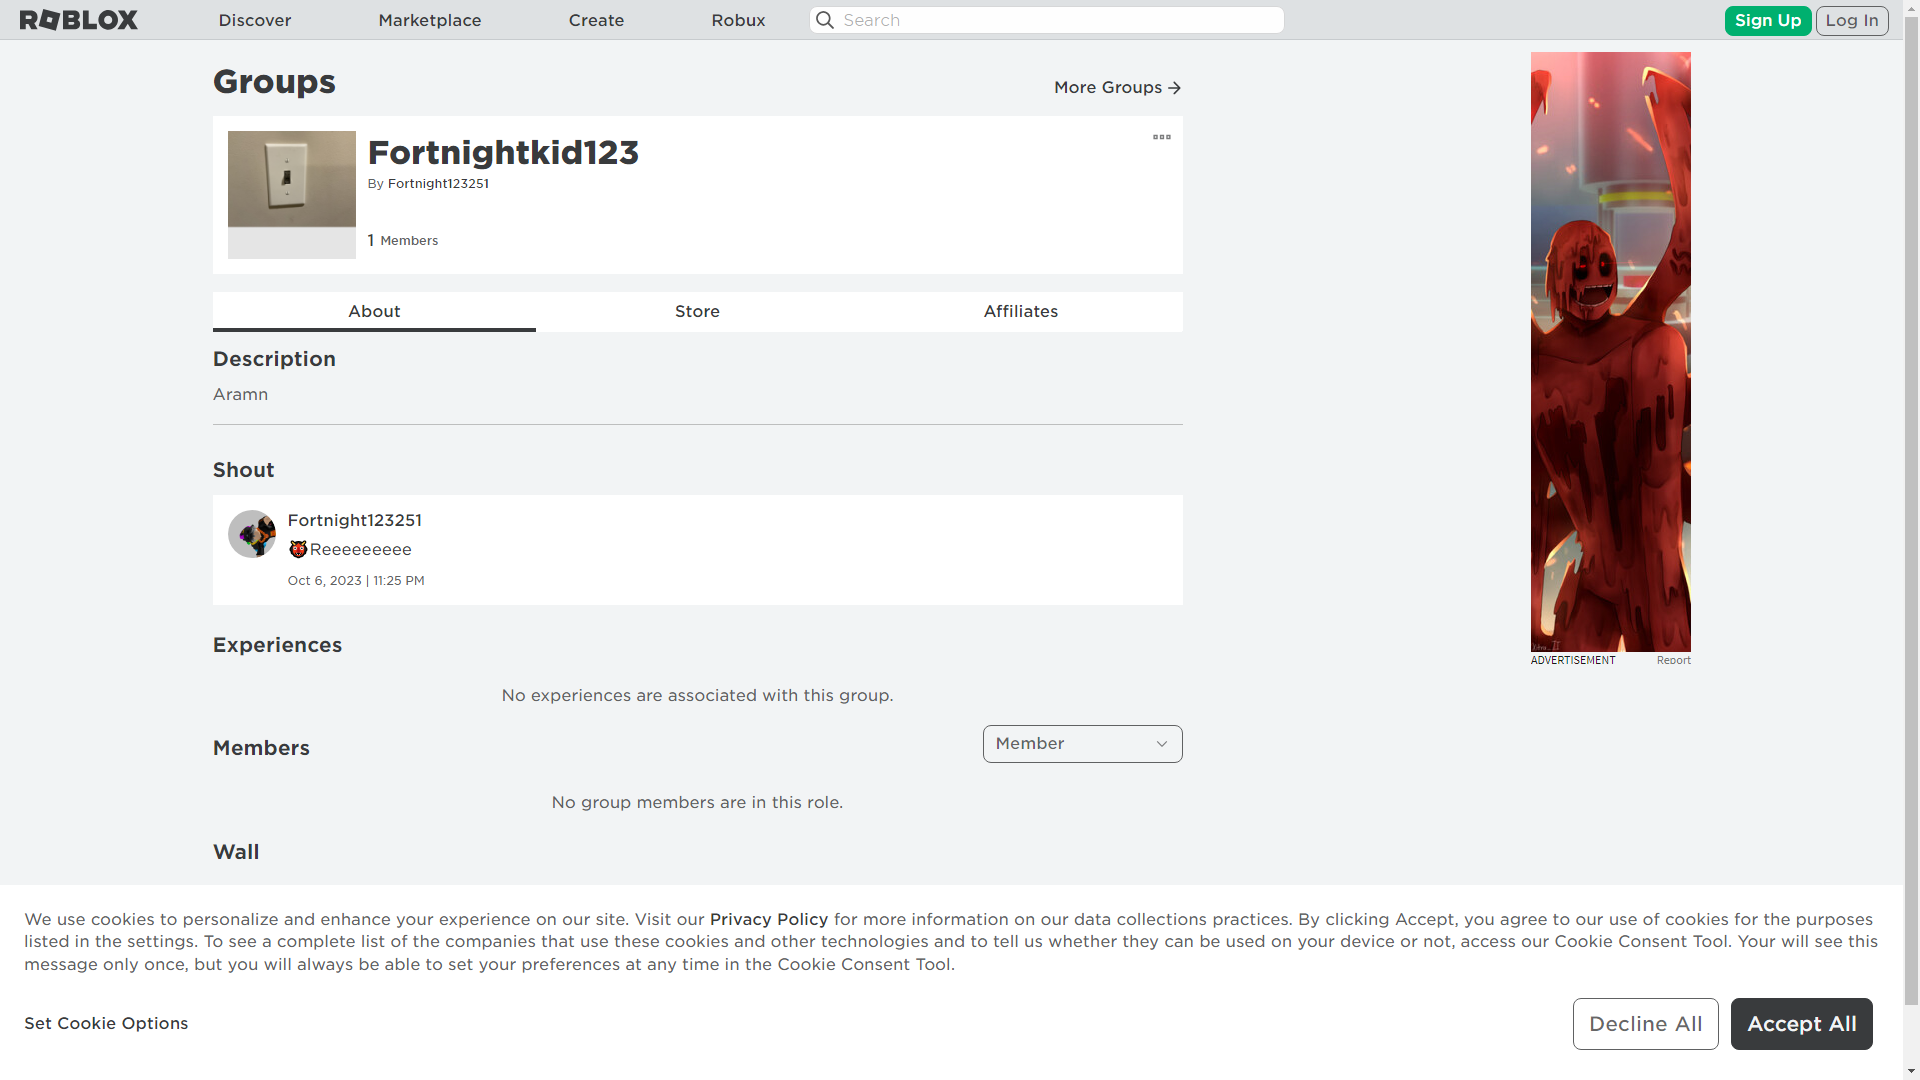 ROBLOX Discover Marketplace Create Robux Search Sign Up Log In
Groups
More Groups
Fortnightkid123
By Fortnight123251
1 Members
About Store Affiliates
Description
Aramn
Shout
Fortnight123251
👹Reeeeeeeee
Oct 6, 2023 | 11:25 PM
Experiences
No experiences are associated with this group.
Members
Member
No group members are in this role.
Wall
ADVERTISEMENT Report
We use cookies to personalize and enhance your experience on our site. Visit our Privacy Policy for more information on our data collections practices. By clicking Accept, you agree to our use of cookies for the purposes
listed in the settings. To see a complete list of the companies that use these cookies and other technologies and to tell us whether they can be used on your device or not, access our Cookie Consent Tool. Your will see this
message only once, but you will always be able to set your preferences at any time in the Cookie Consent Tool.
Set Cookie Options
Decline All
Accept All